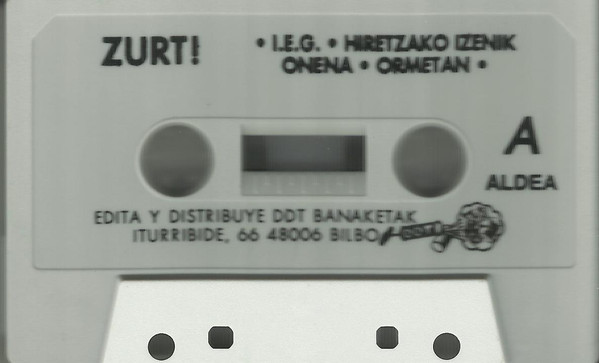 ZURT!
• I.E.G. • HIRETZAKO IZENIK
ONENA • ORMETAN •
A
ALDEA
EDITA Y DISTRIBUYE DDT BANAKETAK
ITURRIBIDE, 66 48006 BILBO